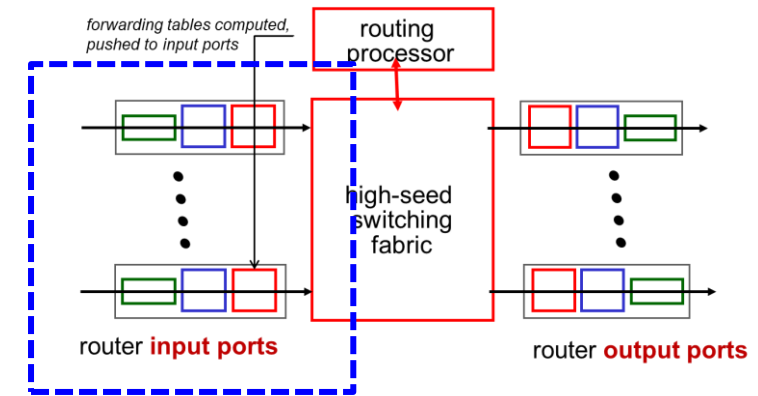 forwarding tables computed,
pushed to input ports
routing
processor
high-seed
switching
fabric
router input ports
router output ports